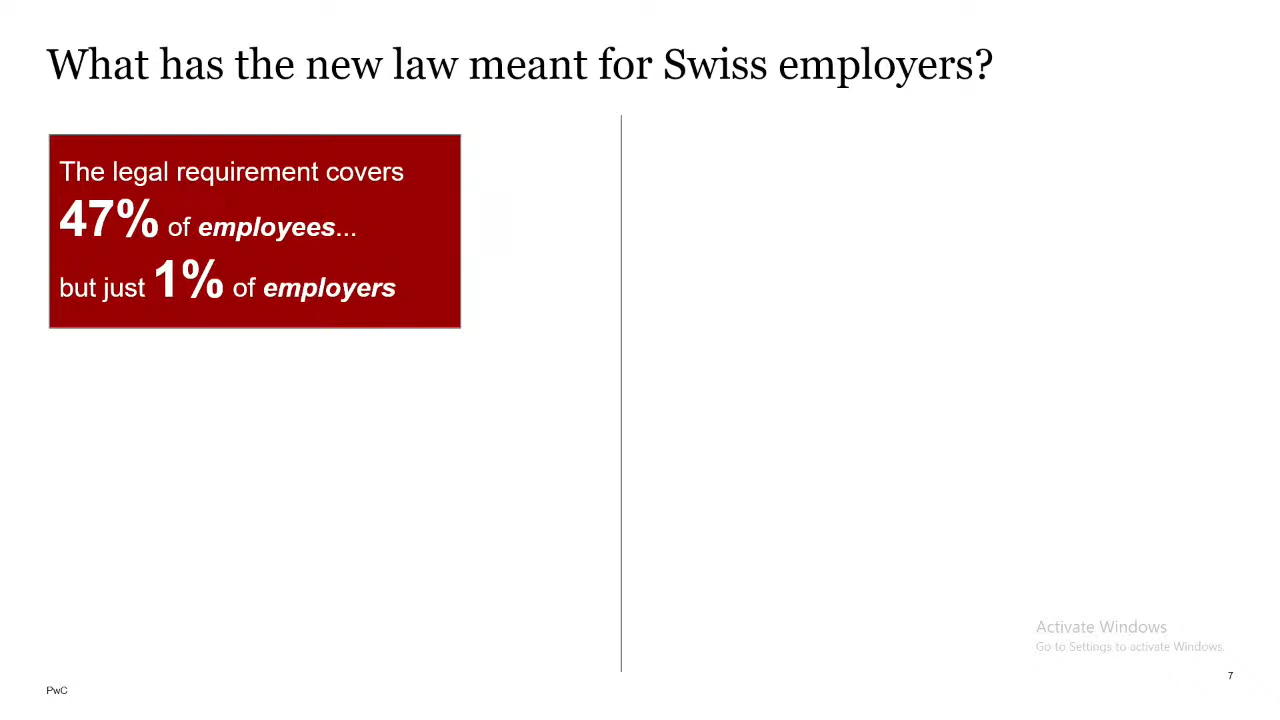 What has the new law meant for Swiss employers?
The legal requirement covers
47% of employees...
but just 1% of employers
Activate Windows
Go to Settings to activate Windows.
7
PwC